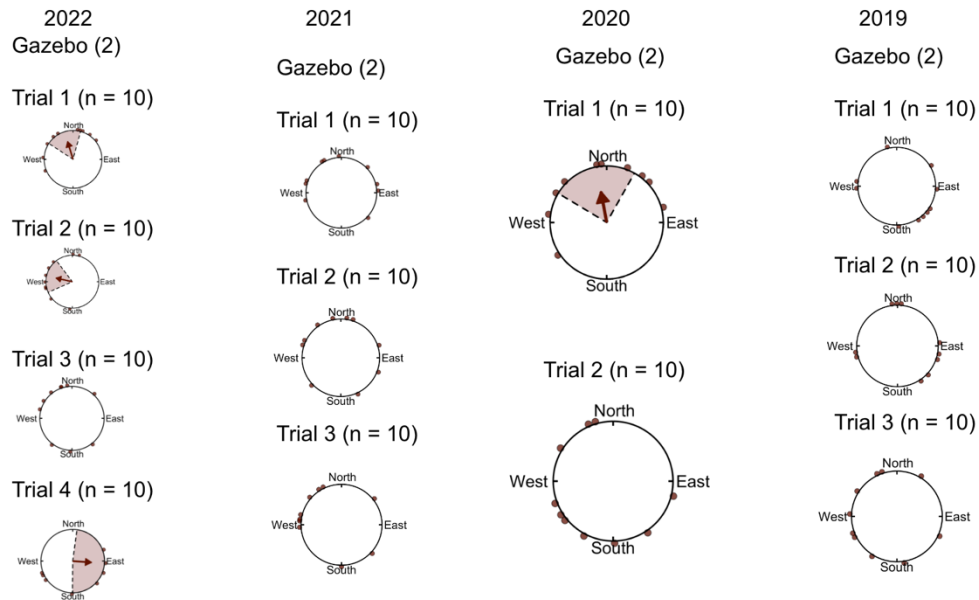 2022
Gazebo (2)
Trial 1 (n = 10)
North
West
East
South
Trial 2 (n = 10)
North
West
East
South
Trial 3 (n = 10)
North
West
East
South
Trial 4 (n = 10)
North
West
East
South
2021
Gazebo (2)
Trial 1 (n = 10)
North
West
East
South
Trial 2 (n = 10)
North
West
East
South
Trial 3 (n = 10)
North
West
East
South
2020
Gazebo (2)
Trial 1 (n = 10)
North
West
East
South
Trial 2 (n = 10)
North
West
East
South
2019
Gazebo (2)
Trial 1 (n = 10)
North
West
East
South
Trial 2 (n = 10)
North
West
East
South
Trial 3 (n = 10)
North
West
East
South